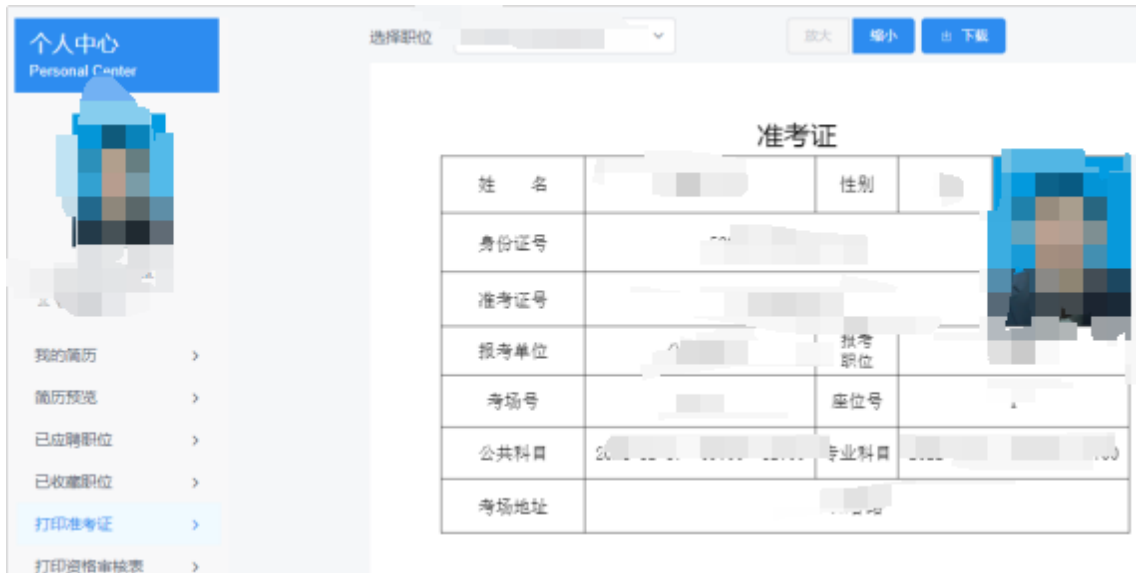 个人中心
Personal Center
选择职位
放大 缩小 下载
准考证
姓 名 性别
身份证号
准考证号
报考单位 报考
职位
考场号 座位号
公共科目 专业科目
考场地址
我的简历
简历预览
已应聘职位
已收藏职位
打印准考证
打印资格审核表